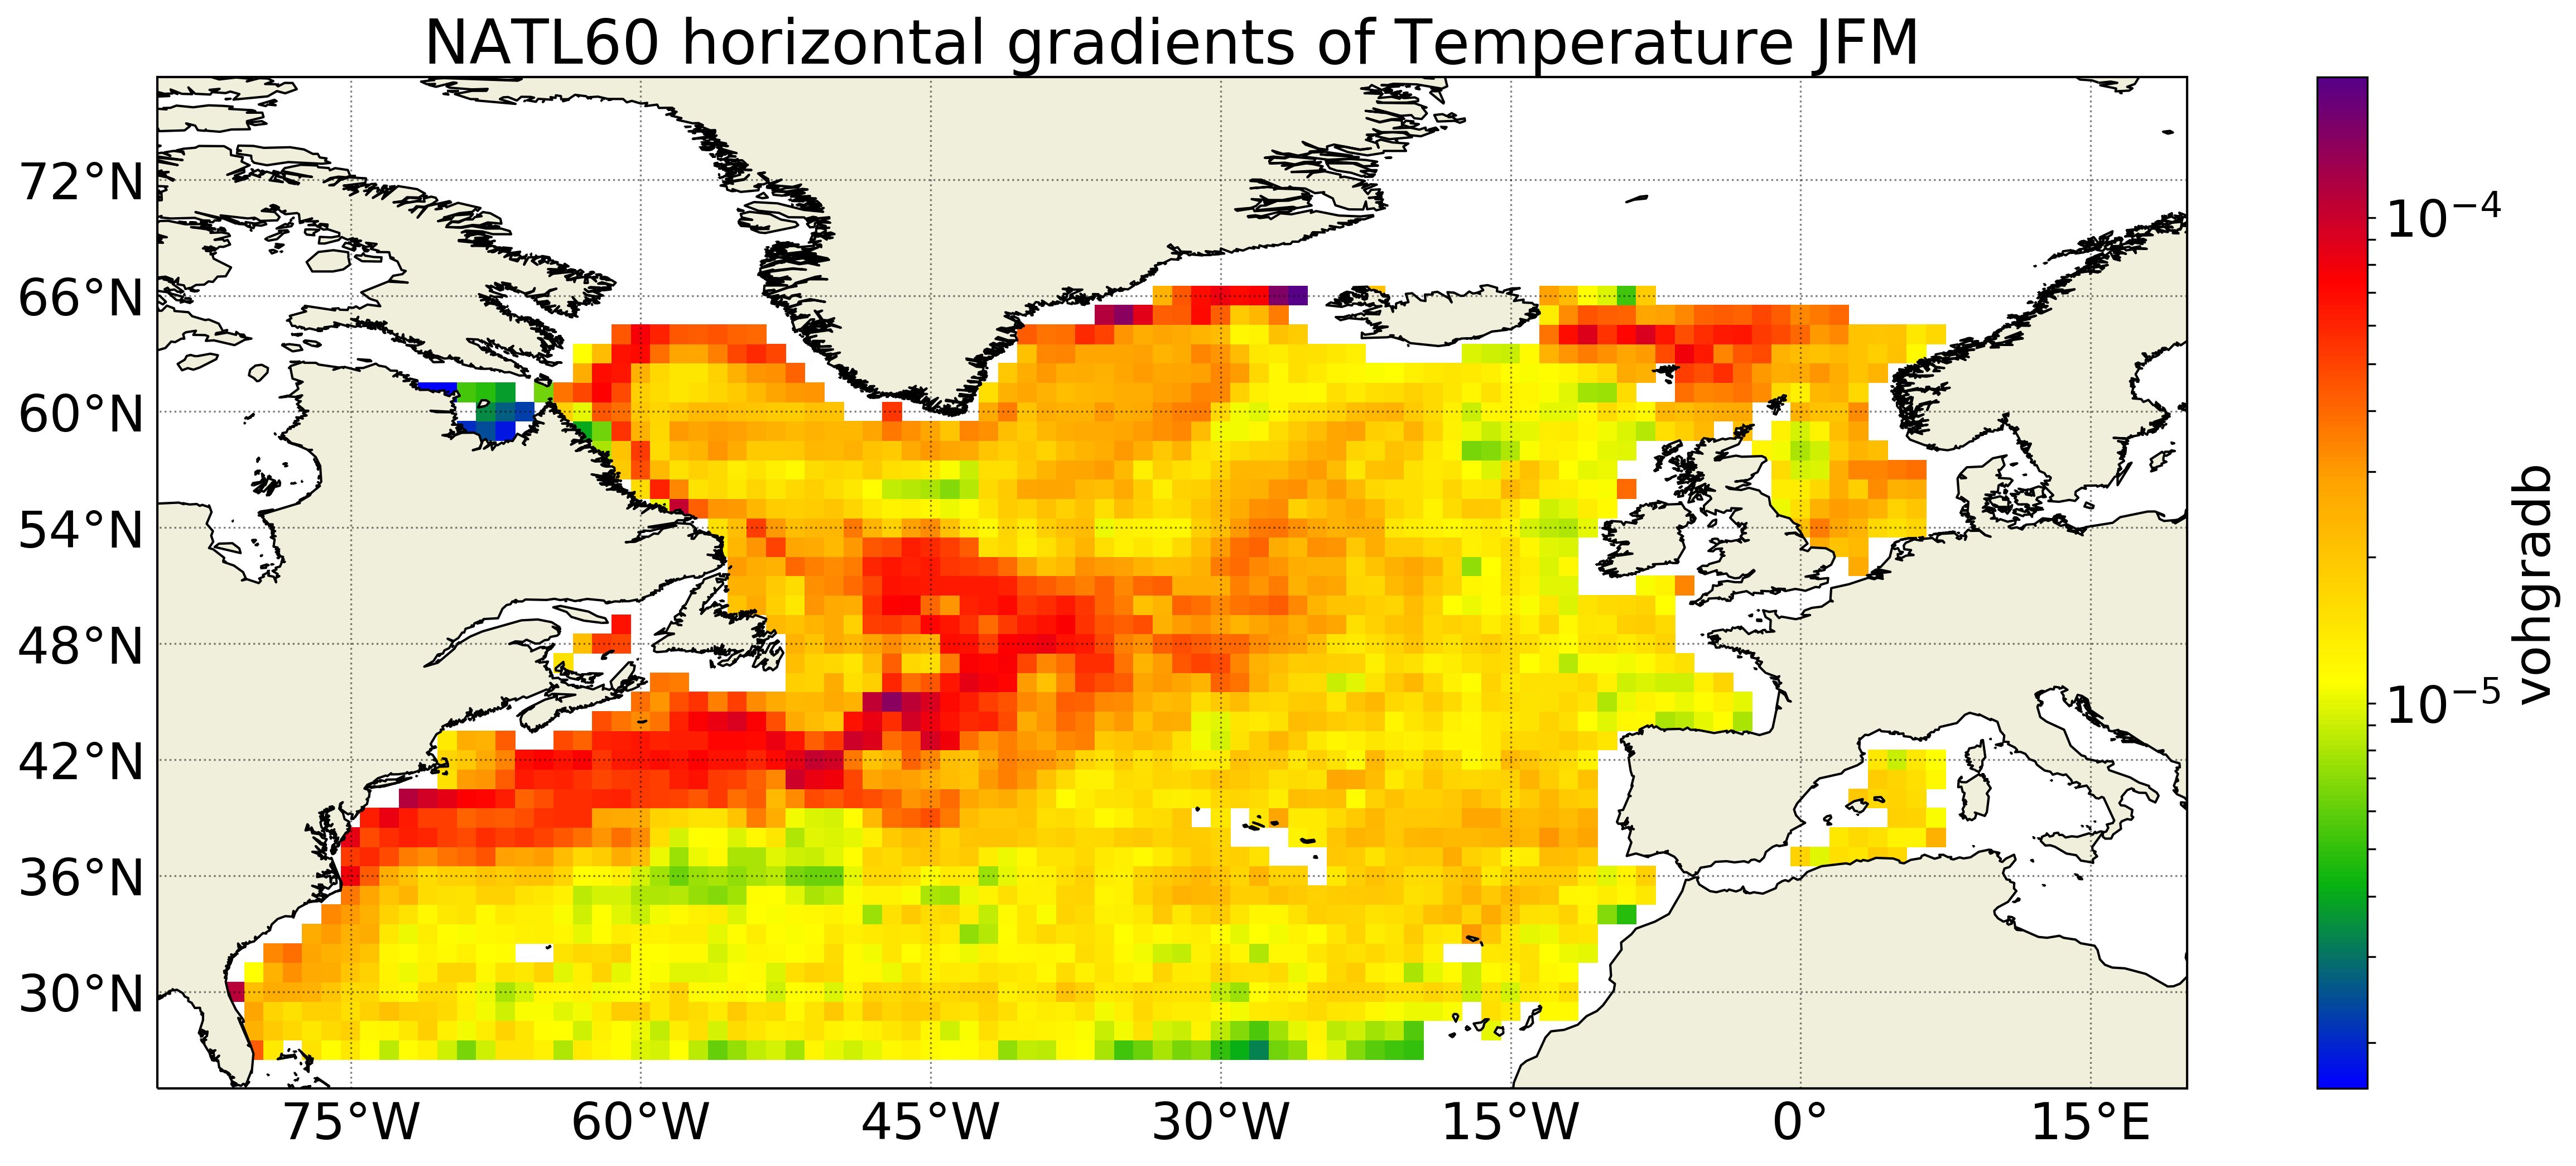 NATL60 horizontal gradients of Temperature JFM
72°N
66°N
60°N
54°N
48°N
42°N
36°N
30°N
75°W 60°W 45°W 30°W 15°W 0° 15°E
10⁻⁴
10⁻⁵
vohgradb